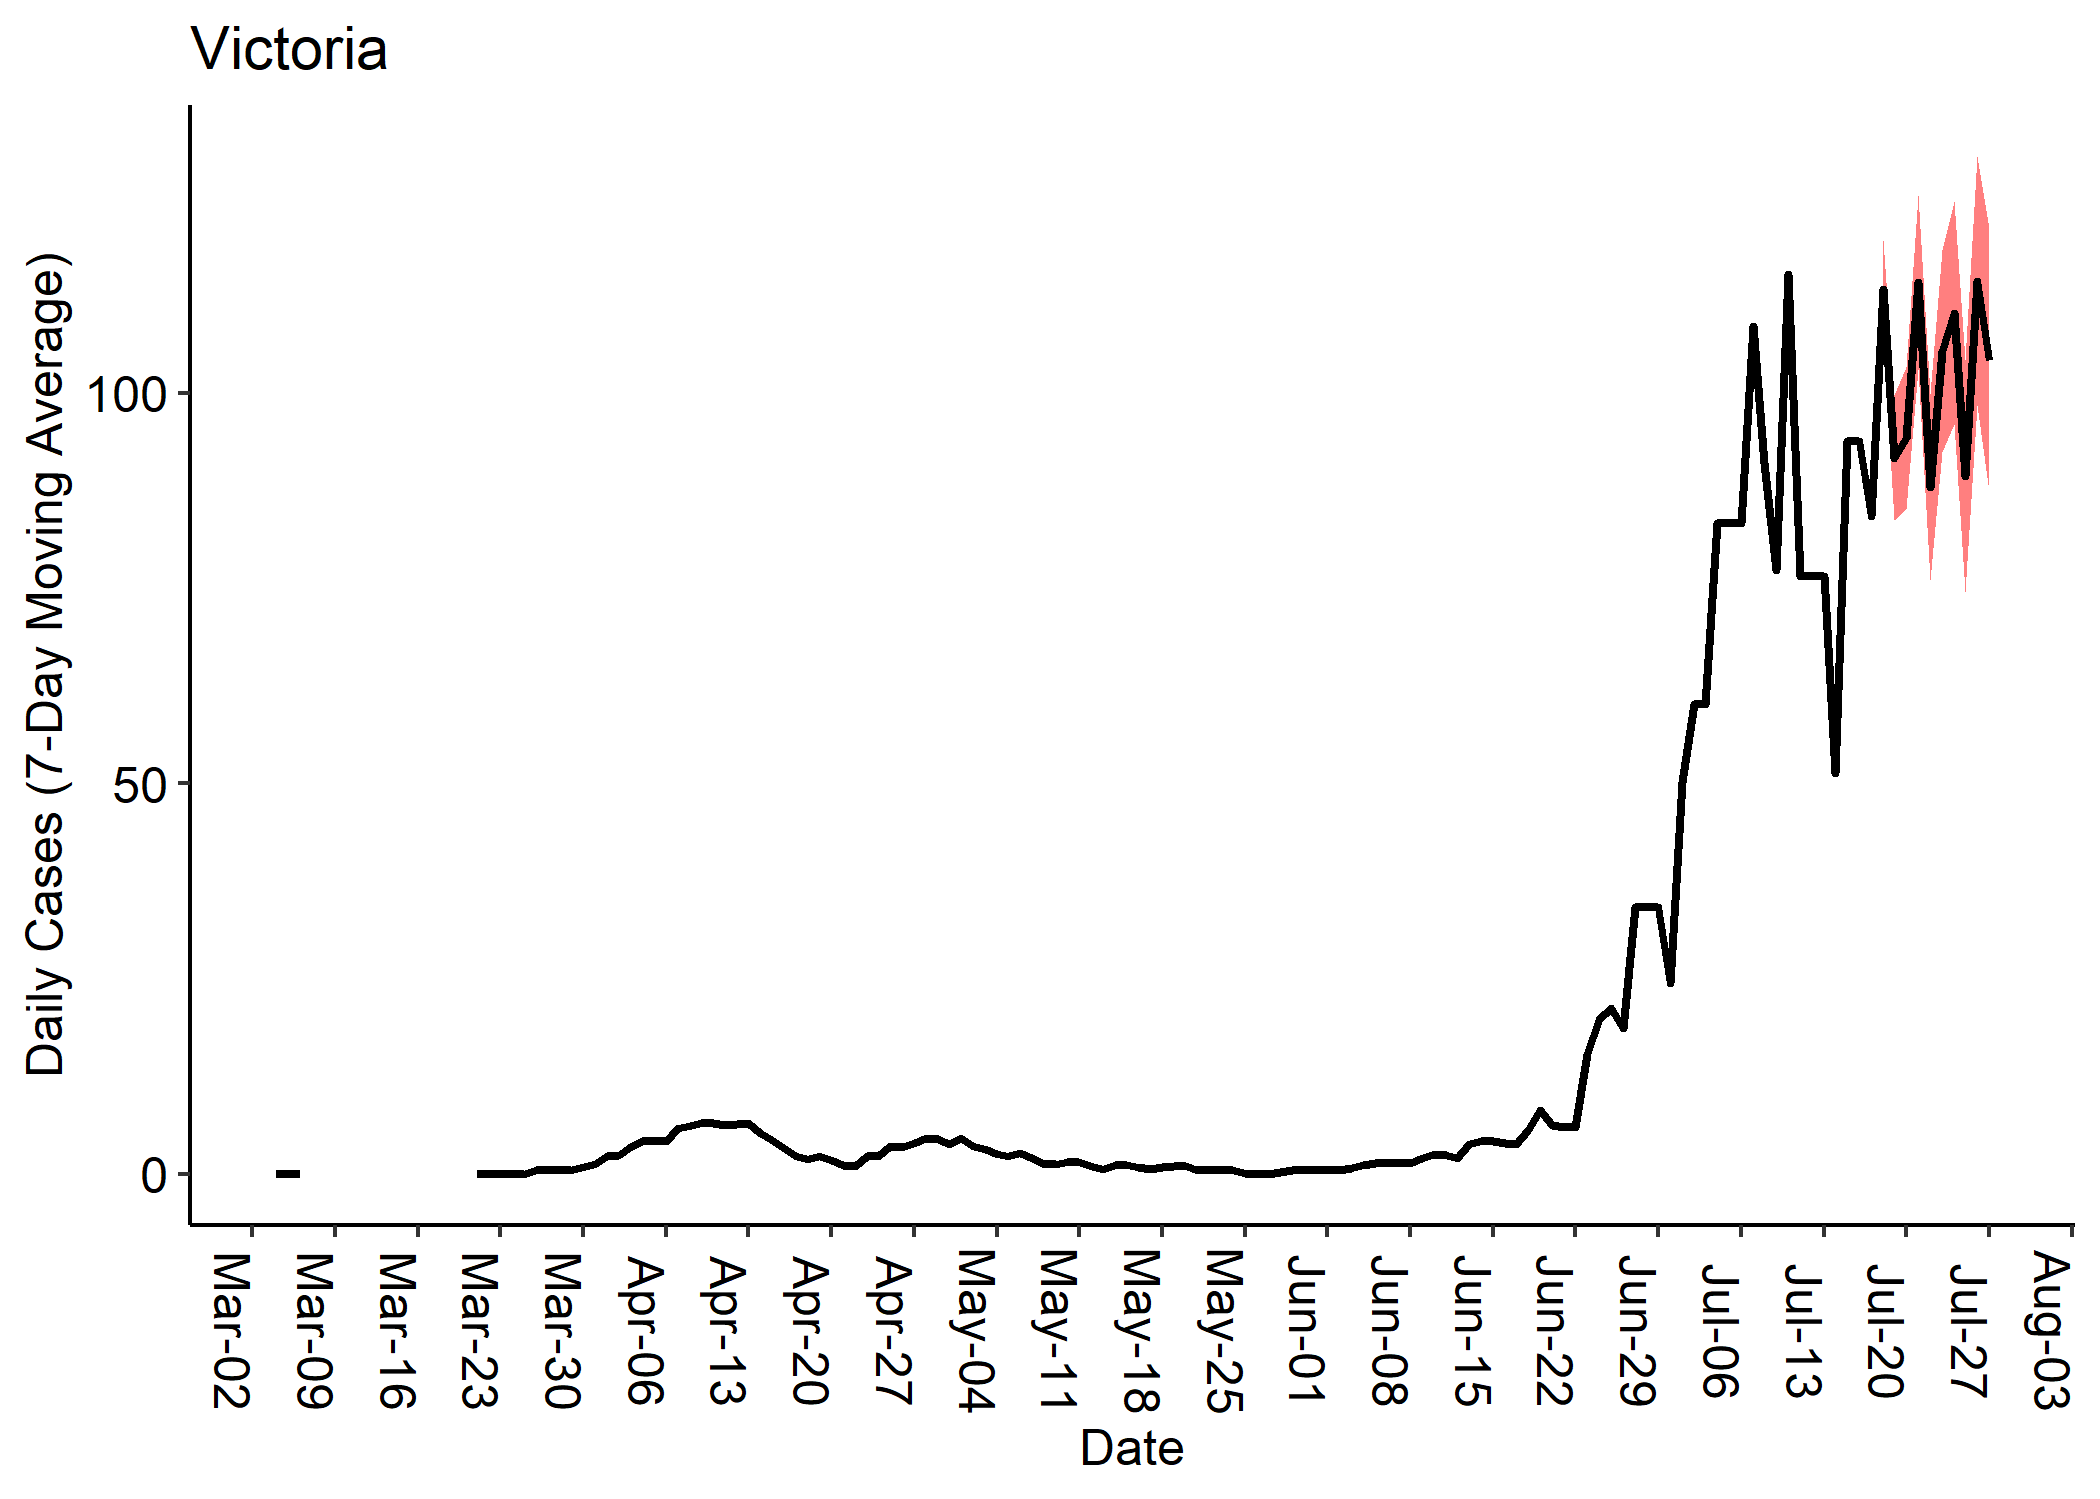 Victoria
Daily Cases (7-Day Moving Average)
100
50
0
Mar-02
Mar-09
Mar-16
Mar-23
Mar-30
Apr-06
Apr-13
Apr-20
Apr-27
May-04
May-11
May-18
May-25
Jun-01
Jun-08
Jun-15
Jun-22
Jun-29
Jul-06
Jul-13
Jul-20
Jul-27
Aug-03
Date